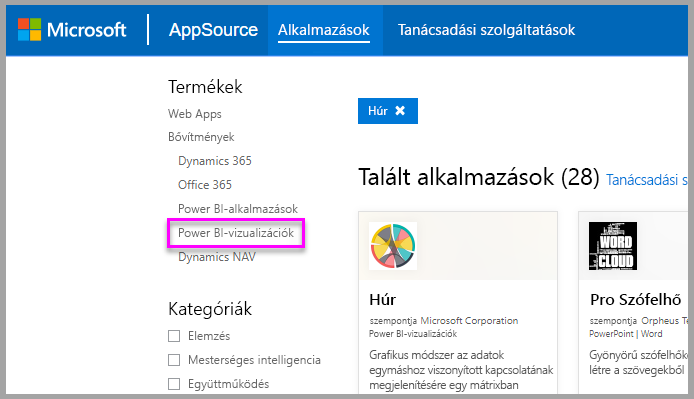 Microsoft AppSource Alkalmazások Tanácsadási szolgáltatások
Termékek
Web Apps
Bővítmények
Dynamics 365
Office 365
Power BI-alkalmazások
Power BI-vizualizációk
Dynamics NAV
Kategóriák
Elemzés
Mesterséges intelligencia
Együttműködés
Húr ✖
Talált alkalmazások (28) Tanácsadási s
Húr
szempontja Microsoft Corporation
Power BI-vizualizációk
Grafikus módszer az adatok
egymáshoz viszonyított kapcsolatának
megjelenítésére egy mátrixban
WORD
CLOUD
Pro Szófelhő
szempontja Orpheus Te
PowerPoint | Word
Gyönyörű szófelhők
létre a szövegekből